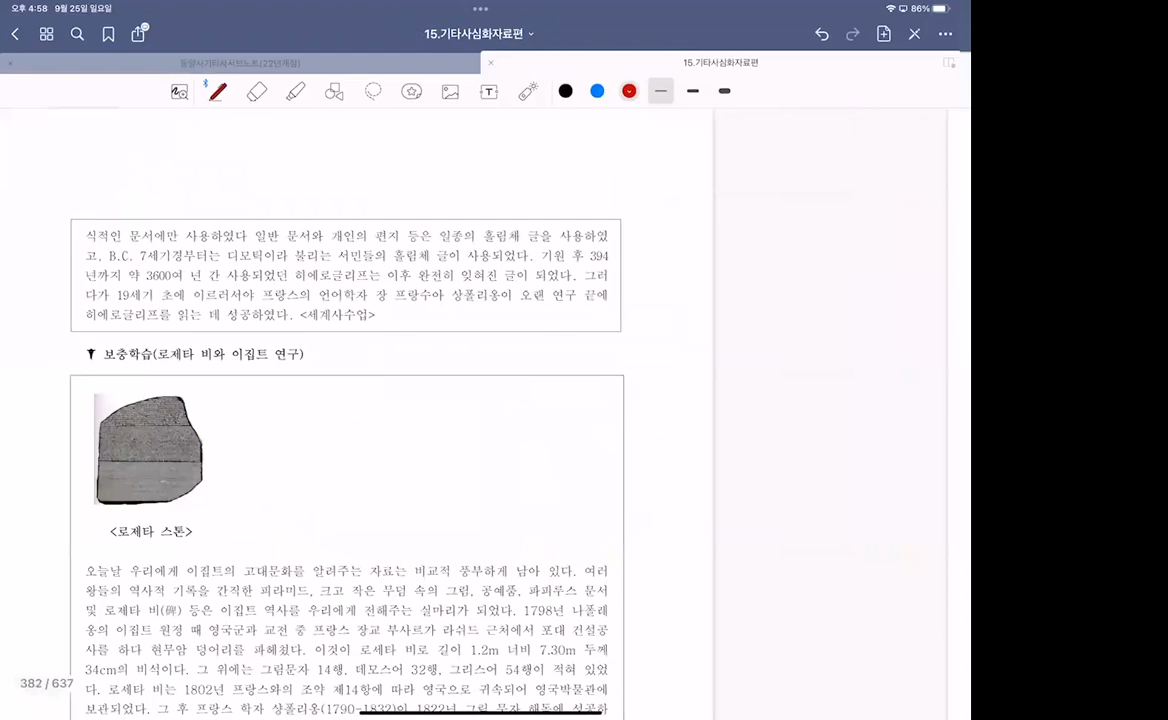 오후 4:58 9월 25일 일요일
86%
15.기타사심화자료편
동양사기타사서브노트(22년개정)
15.기타사심화자료편
식적인 문서에만 사용하였다 일반 문서와 개인의 편지 등은 일종의 흘림체 글을 사용하였
고, B.C. 7세기경부터는 디모틱이라 불리는 서민들의 흘림체 글이 사용되었다. 기원 후 394
년까지 약 3600여 년 간 사용되었던 히에로글리프는 이후 완전히 잊혀진 글이 되었다. 그러
다가 19세기 초에 이르러서야 프랑스의 언어학자 장 프랑수아 상폴리옹이 오랜 연구 끝에
히에로글리프를 읽는 데 성공하였다. <세계사수업>
보충학습(로제타 비와 이집트 연구)
<로제타 스톤>
오늘날 우리에게 이집트의 고대문화를 알려주는 자료는 비교적 풍부하게 남아 있다. 여러
왕들의 역사적 기록을 간직한 피라미드, 크고 작은 무덤 속의 그림, 공예품, 파피루스 문서
및 로제타 비(碑) 등은 이집트 역사를 우리에게 전해주는 실마리가 되었다. 1798년 나폴레
옹의 이집트 원정 때 영국군과 교전 중 프랑스 장교 부사르가 라쉬드 근처에서 포대 건설공
사를 하다 현무암 덩어리를 파헤쳤다. 이것이 로세타 비로 길이 1.2m 너비 7.30m 두께
34cm의 비석이다. 그 위에는 그림문자 14행, 데모스어 32행, 그리스어 54행이 적혀 있었
다. 로세타 비는 1802년 프랑스와의 조약 제14항에 따라 영국으로 귀속되어 영국박물관에
보관되었다. 그 후 프랑스 학자 샹폴리옹(1790-1832)이 1822년 그림 문자 해독에 성공하
382 / 637